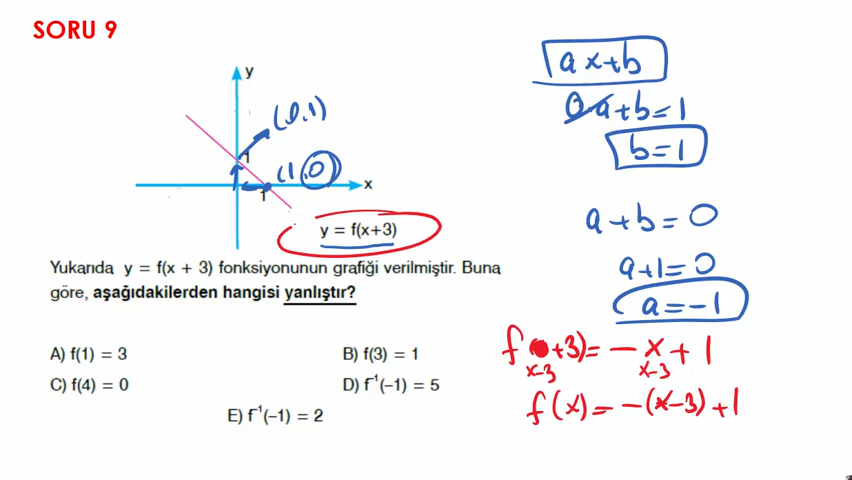 SORU 9
y
(0,1)
1
(1,0)
x
1
y = f(x+3)
Yukarıda y = f(x + 3) fonksiyonunun grafiği verilmiştir. Buna
göre, aşağıdakilerden hangisi yanlıştır?
A) f(1) = 3
B) f(3) = 1
C) f(4) = 0
D) f⁻¹(–1) = 5
E) f⁻¹(–1) = 2
ax+b
0·a+b=1
b=1
a+b=0
a+1=0
a=-1
f( +3)= -x+1
x-3 x-3
f(x) = -(x-3)+1